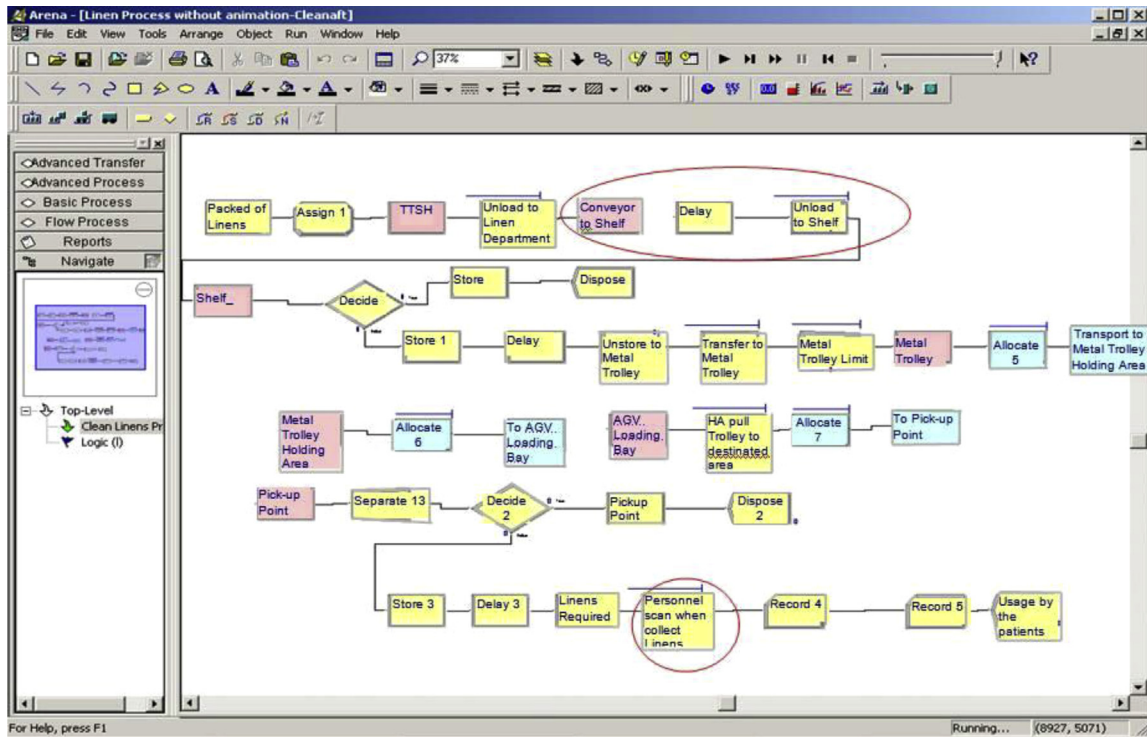 Arena - [Linen Process without animation-Cleanaft]
File Edit View Tools Arrange Object Run Window Help
37%
Advanced Transfer
Advanced Process
Basic Process
Flow Process
Reports
Navigate
Top-Level
Clean Linens Pr
Logic (l)
Packed of
Linens
Assign 1
TTSH
Unload to
Linen
Department
Conveyor
to Shelf
Delay
Unload
to Shelf
Shelf_
Decide
Store
Dispose
Store 1
Delay
Unstore to
Metal
Trolley
Transfer to
Metal
Trolley
Metal
Trolley Limit
Metal
Trolley
Allocate
5
Transport to
Metal Trolley
Holding Area
Metal
Trolley
Holding
Area
Allocate
6
To AGV..
Loading.
Bay
AGV..
Loading.
Bay
HA pull
Trolley to
destinated
area
Allocate
7
To Pick-up
Point
Pick-up
Point
Separate 13
Decide
2
Pickup
Point
Dispose
2
Store 3
Delay 3
Linens
Required
Personnel
scan when
collect
Linens
Record 4
Record 5
Usage by
the
patients
For Help, press F1
Running...
(8927, 5071)